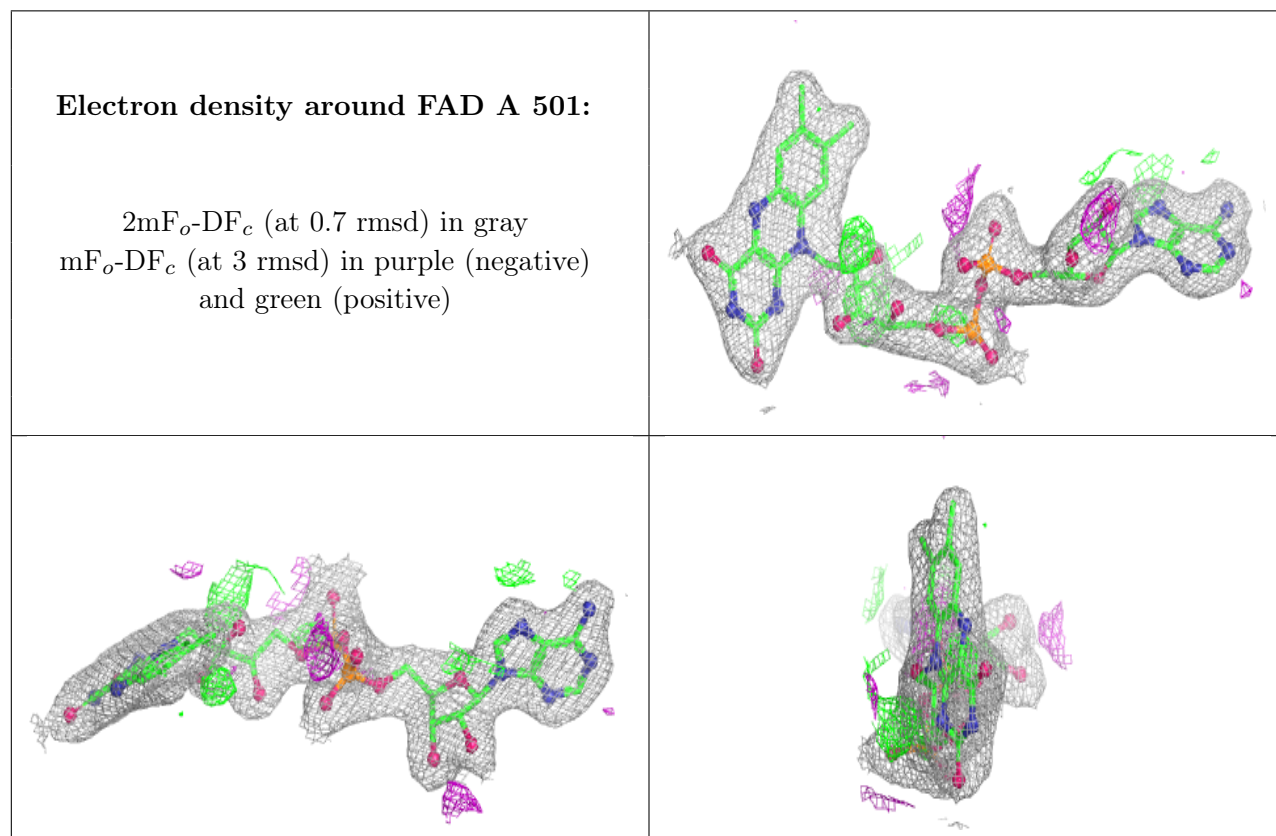 Electron density around FAD A 501:
2mFo-DFc (at 0.7 rmsd) in gray
mFo-DFc (at 3 rmsd) in purple (negative)
and green (positive)